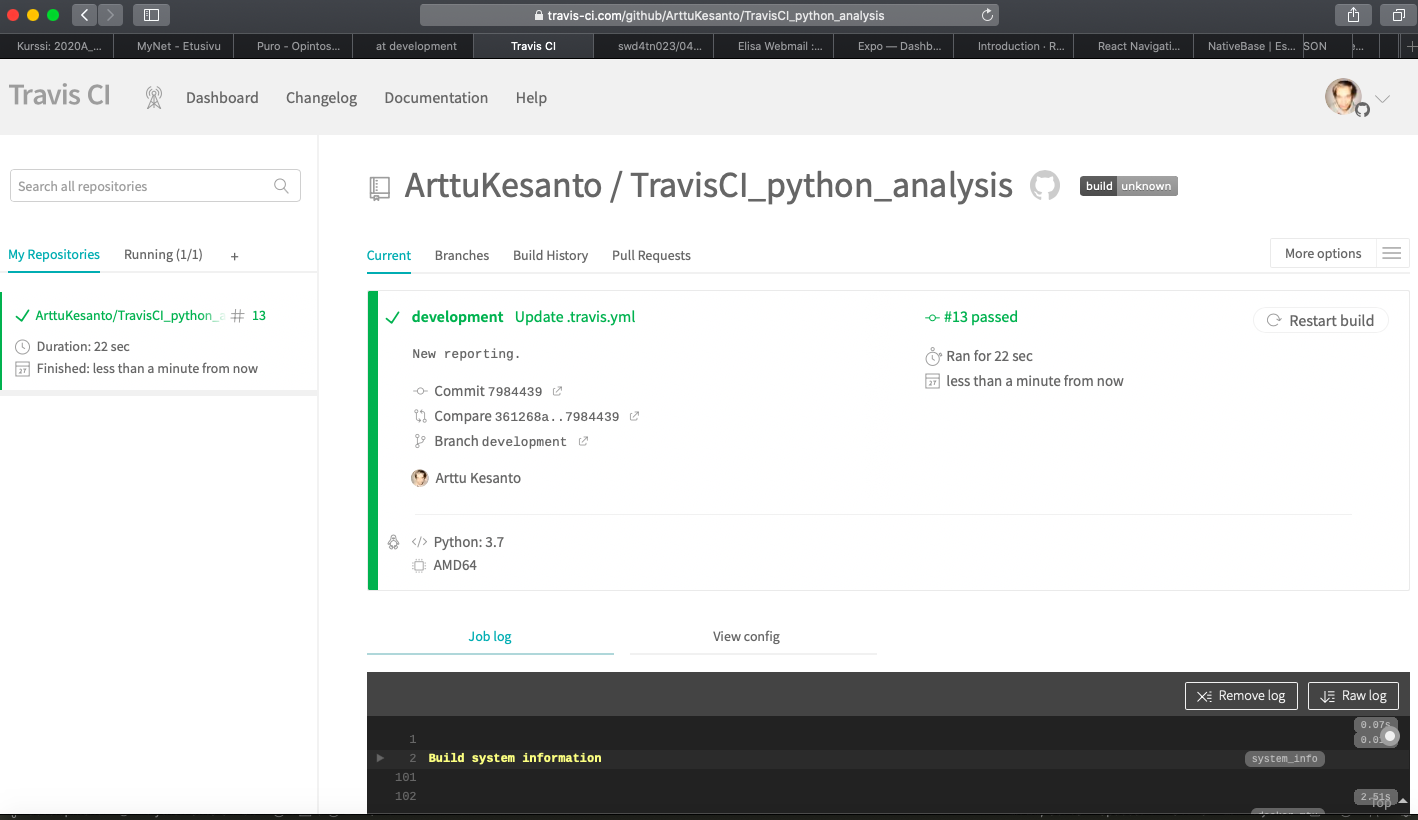 travis-ci.com/github/ArttuKesanto/TravisCI_python_analysis
Kurssi: 2020A_... MyNet - Etusivu Puro - Opintos... at development Travis CI swd4tn023/04... Elisa Webmail :... Expo — Dashb... Introduction · R... React Navigati... NativeBase | Es... SON
Travis CI Dashboard Changelog Documentation Help
Search all repositories
ArttuKesanto / TravisCI_python_analysis build unknown
My Repositories Running (1/1) +
Current Branches Build History Pull Requests More options
ArttuKesanto/TravisCI_python_a # 13
Duration: 22 sec
Finished: less than a minute from now
development Update .travis.yml #13 passed Restart build
New reporting. Ran for 22 sec
less than a minute from now
Commit 7984439
Compare 361268a..7984439
Branch development
Arttu Kesanto
Python: 3.7
AMD64
Job log View config
Remove log Raw log
0.07s
1
2 Build system information system_info
101
102 2.51s
Top